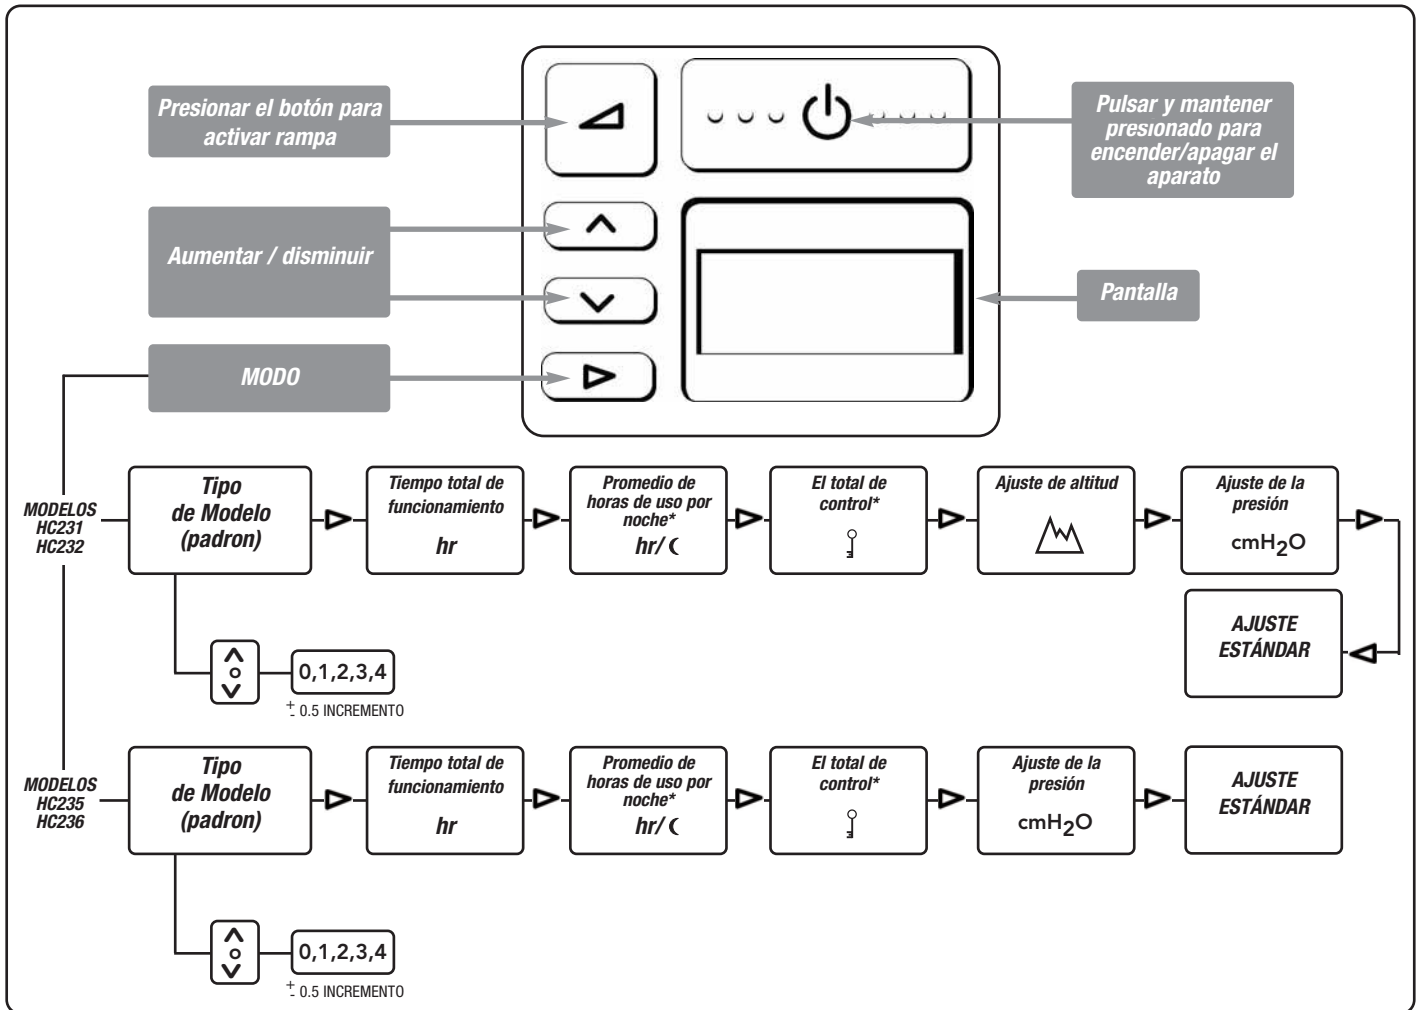 Presionar el botón para
activar rampa
Pulsar y mantener
presionado para
encender/apagar el
aparato
Aumentar / disminuir
Pantalla
MODO
MODELOS
HC231
HC232
Tipo
de Modelo
(padron)
Tiempo total de
funcionamiento
hr
Promedio de
horas de uso por
noche*
hr/
El total de
control*
Ajuste de altitud
Ajuste de la
presión
cmH₂O
AJUSTE
ESTÁNDAR
0,1,2,3,4
+
- 0.5 INCREMENTO
MODELOS
HC235
HC236
Tipo
de Modelo
(padron)
Tiempo total de
funcionamiento
hr
Promedio de
horas de uso por
noche*
hr/
El total de
control*
Ajuste de la
presión
cmH₂O
AJUSTE
ESTÁNDAR
0,1,2,3,4
+
- 0.5 INCREMENTO